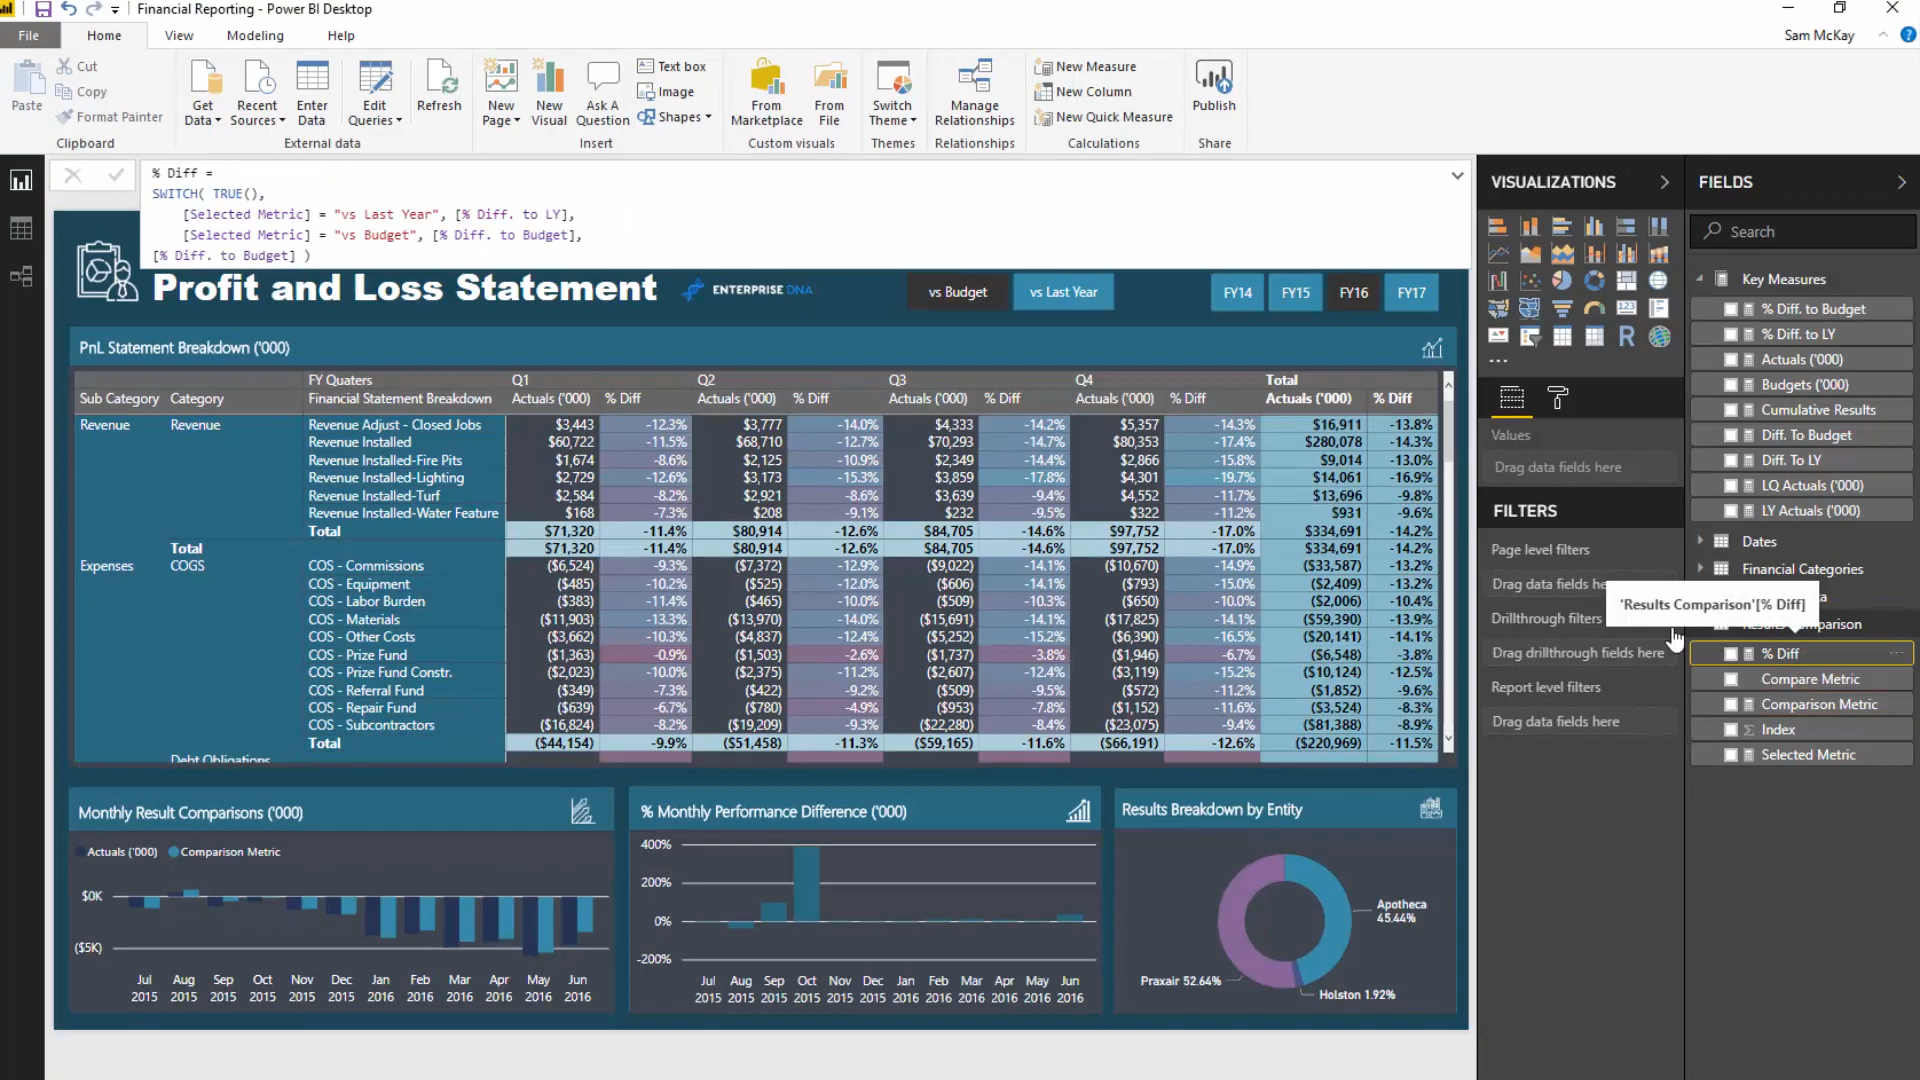 Financial Reporting - Power BI Desktop
File Home View Modeling Help Sam McKay
Paste
Cut
Copy
Format Painter
Clipboard
Get Data
Recent Sources
Enter Data
Edit Queries
Refresh
External data
New Page
New Visual
Ask A Question
Text box
Image
Shapes
Insert
From Marketplace
From File
Custom visuals
Switch Theme
Themes
Manage Relationships
Relationships
New Measure
New Column
New Quick Measure
Calculations
Publish
Share
% Diff =
SWITCH( TRUE(),
[Selected Metric] = "vs Last Year", [% Diff. to LY],
[Selected Metric] = "vs Budget", [% Diff. to Budget],
[% Diff. to Budget] )
Profit and Loss Statement
ENTERPRISE DNA
vs Budget vs Last Year FY14 FY15 FY16 FY17
PnL Statement Breakdown ('000)
FY Quaters Q1 Q2 Q3 Q4 Total
Sub Category Category Financial Statement Breakdown Actuals ('000) % Diff Actuals ('000) % Diff Actuals ('000) % Diff Actuals ('000) % Diff Actuals ('000) % Diff
Revenue Revenue Revenue Adjust - Closed Jobs $3,443 -12.3% $3,777 -14.0% $4,333 -14.2% $5,357 -14.3% $16,911 -13.8%
Revenue Installed $60,722 -11.5% $68,710 -12.7% $70,293 -14.7% $80,353 -17.4% $280,078 -14.3%
Revenue Installed-Fire Pits $1,674 -8.6% $2,125 -10.9% $2,349 -14.4% $2,866 -15.8% $9,014 -13.0%
Revenue Installed-Lighting $2,729 -12.6% $3,173 -15.3% $3,859 -17.8% $4,301 -19.7% $14,061 -16.9%
Revenue Installed-Turf $2,584 -8.2% $2,921 -8.6% $3,639 -9.4% $4,552 -11.7% $13,696 -9.8%
Revenue Installed-Water Feature $168 -7.3% $208 -9.1% $232 -9.5% $322 -11.2% $931 -9.6%
Total $71,320 -11.4% $80,914 -12.6% $84,705 -14.6% $97,752 -17.0% $334,691 -14.2%
Total $71,320 -11.4% $80,914 -12.6% $84,705 -14.6% $97,752 -17.0% $334,691 -14.2%
Expenses COGS COS - Commissions ($6,524) -9.3% ($7,372) -12.9% ($9,022) -14.1% ($10,670) -14.9% ($33,587) -13.2%
COS - Equipment ($485) -10.2% ($525) -12.0% ($606) -14.1% ($793) -15.0% ($2,409) -13.2%
COS - Labor Burden ($383) -11.4% ($465) -10.0% ($509) -10.3% ($650) -10.0% ($2,006) -10.4%
COS - Materials ($11,903) -13.3% ($13,970) -14.0% ($15,691) -14.1% ($17,825) -14.1% ($59,390) -13.9%
COS - Other Costs ($3,662) -10.3% ($4,837) -12.4% ($5,252) -15.2% ($6,390) -16.5% ($20,141) -14.1%
COS - Prize Fund ($1,363) -0.9% ($1,503) -2.6% ($1,737) -3.8% ($1,946) -6.7% ($6,548) -3.8%
COS - Prize Fund Constr. ($2,023) -10.0% ($2,375) -11.2% ($2,607) -12.4% ($3,119) -15.2% ($10,124) -12.5%
COS - Referral Fund ($349) -7.3% ($422) -9.2% ($509) -9.5% ($572) -11.2% ($1,852) -9.6%
COS - Repair Fund ($639) -6.7% ($780) -4.9% ($953) -7.8% ($1,152) -11.6% ($3,524) -8.3%
COS - Subcontractors ($16,824) -8.2% ($19,209) -9.3% ($22,280) -8.4% ($23,075) -9.4% ($81,388) -8.9%
Total ($44,154) -9.9% ($51,458) -11.3% ($59,165) -11.6% ($66,191) -12.6% ($220,969) -11.5%
Debt Obligations
Monthly Result Comparisons ('000)
Actuals ('000) Comparison Metric
$0K
($5K)
Jul Aug Sep Oct Nov Dec Jan Feb Mar Apr May Jun
2015 2015 2015 2015 2015 2015 2016 2016 2016 2016 2016 2016
% Monthly Performance Difference ('000)
400%
200%
0%
-200%
Jul Aug Sep Oct Nov Dec Jan Feb Mar Apr May Jun
2015 2015 2015 2015 2015 2015 2016 2016 2016 2016 2016 2016
Results Breakdown by Entity
Apotheca
45.44%
Praxair 52.64%
Holston 1.92%
VISUALIZATIONS
R
123
Values
Drag data fields here
FILTERS
Page level filters
Drag data fields he
Drillthrough filters
Drag drillthrough fields here
Report level filters
Drag data fields here
FIELDS
Search
Key Measures
% Diff. to Budget
% Diff. to LY
Actuals ('000)
Budgets ('000)
Cumulative Results
Diff. To Budget
Diff. To LY
LQ Actuals ('000)
LY Actuals ('000)
Dates
Financial Categories
'Results Comparison'[% Diff]
% Diff
Compare Metric
Comparison Metric
Index
Selected Metric